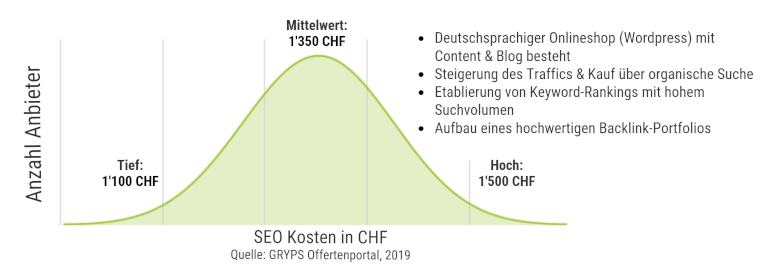 Mittelwert:
1'350 CHF
• Deutschsprachiger Onlineshop (Wordpress) mit
Content & Blog besteht
• Steigerung des Traffics & Kauf über organische Suche
• Etablierung von Keyword-Rankings mit hohem
Suchvolumen
• Aufbau eines hochwertigen Backlink-Portfolios
Anzahl Anbieter
Tief:
1'100 CHF
Hoch:
1'500 CHF
SEO Kosten in CHF
Quelle: GRYPS Offertenportal, 2019